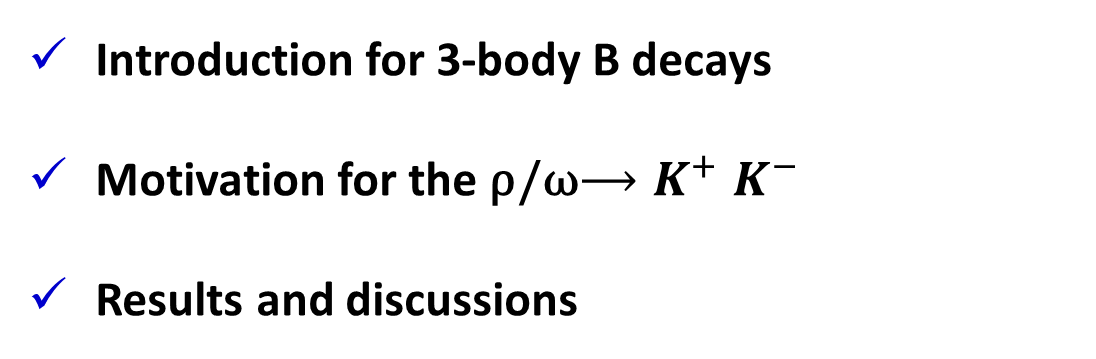 ✓ Introduction for 3-body B decays
✓ Motivation for the ρ/ω⟶ K⁺ K⁻
✓ Results and discussions